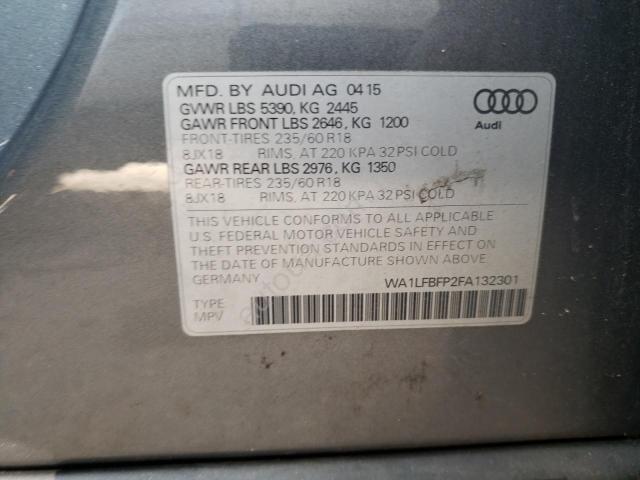 MFD. BY AUDI AG 04 15
GVWR LBS 5390, KG 2445
GAWR FRONT LBS 2646, KG 1200
FRONT-TIRES 235/60 R18
8JX18 RIMS, AT 220 KPA 32 PSI COLD
GAWR REAR LBS 2976, KG 1350
REAR-TIRES 235/60 R18
8JX18 RIMS, AT 220 KPA 32 PSI COLD
Audi
THIS VEHICLE CONFORMS TO ALL APPLICABLE
U.S. FEDERAL MOTOR VEHICLE SAFETY AND
THEFT PREVENTION STANDARDS IN EFFECT ON
THE DATE OF MANUFACTURE SHOWN ABOVE.
GERMANY
WA1LFBFP2FA132301
TYPE
MPV